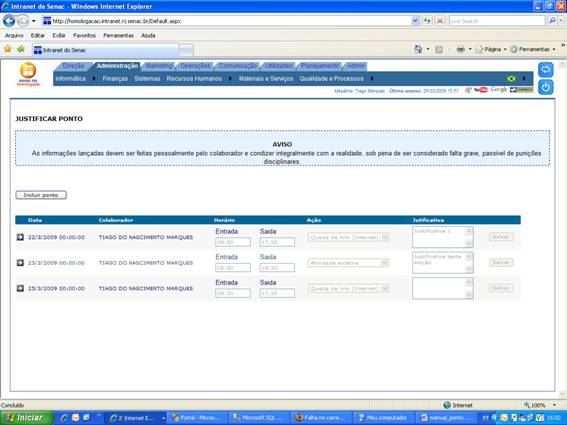 Intranet do Senac - Windows Internet Explorer
http://homologacao.intranet.rs.senac.br/Default.aspx
Live Search
Arquivo Editar Exibir Favoritos Ferramentas Ajuda
Intranet do Senac
Página Ferramentas
Direção Administração Marketing Operações Comunicação Utilidades Planejamento Admin
Informática Finanças Sistemas Recursos Humanos Materiais e Serviços Qualidade e Processos
Usuário: Tiago Marques Último acesso: 25/03/2009 15:57
Google
JUSTIFICAR PONTO
AVISO
As informações lançadas devem ser feitas pessoalmente pelo colaborador e condizer integralmente com a realidade, sob pena de ser considerado falta grave, passível de punições
disciplinares.
Incluir ponto
Data Colaborador Horário Ação Jutificativa
Entrada Saida
22/3/2009 00:00:00 TIAGO DO NASCIMENTO MARQUES 08:30 17:30 Queda de link (Internet) Justificativa 1 Salvar
Entrada Saida
23/3/2009 00:00:00 TIAGO DO NASCIMENTO MARQUES 08:30 18:30 Atividade externa Justificativa teste edição Salvar
Entrada Saida
25/3/2009 00:00:00 TIAGO DO NASCIMENTO MARQUES 08:30 17:30 Queda de link (Internet) Salvar
Concluído Internet 100%
Iniciar 2 Internet E... Portal - Micros... Microsoft SQL ... Falha no carre... Meu computador manual_ponto ... PT 16:02